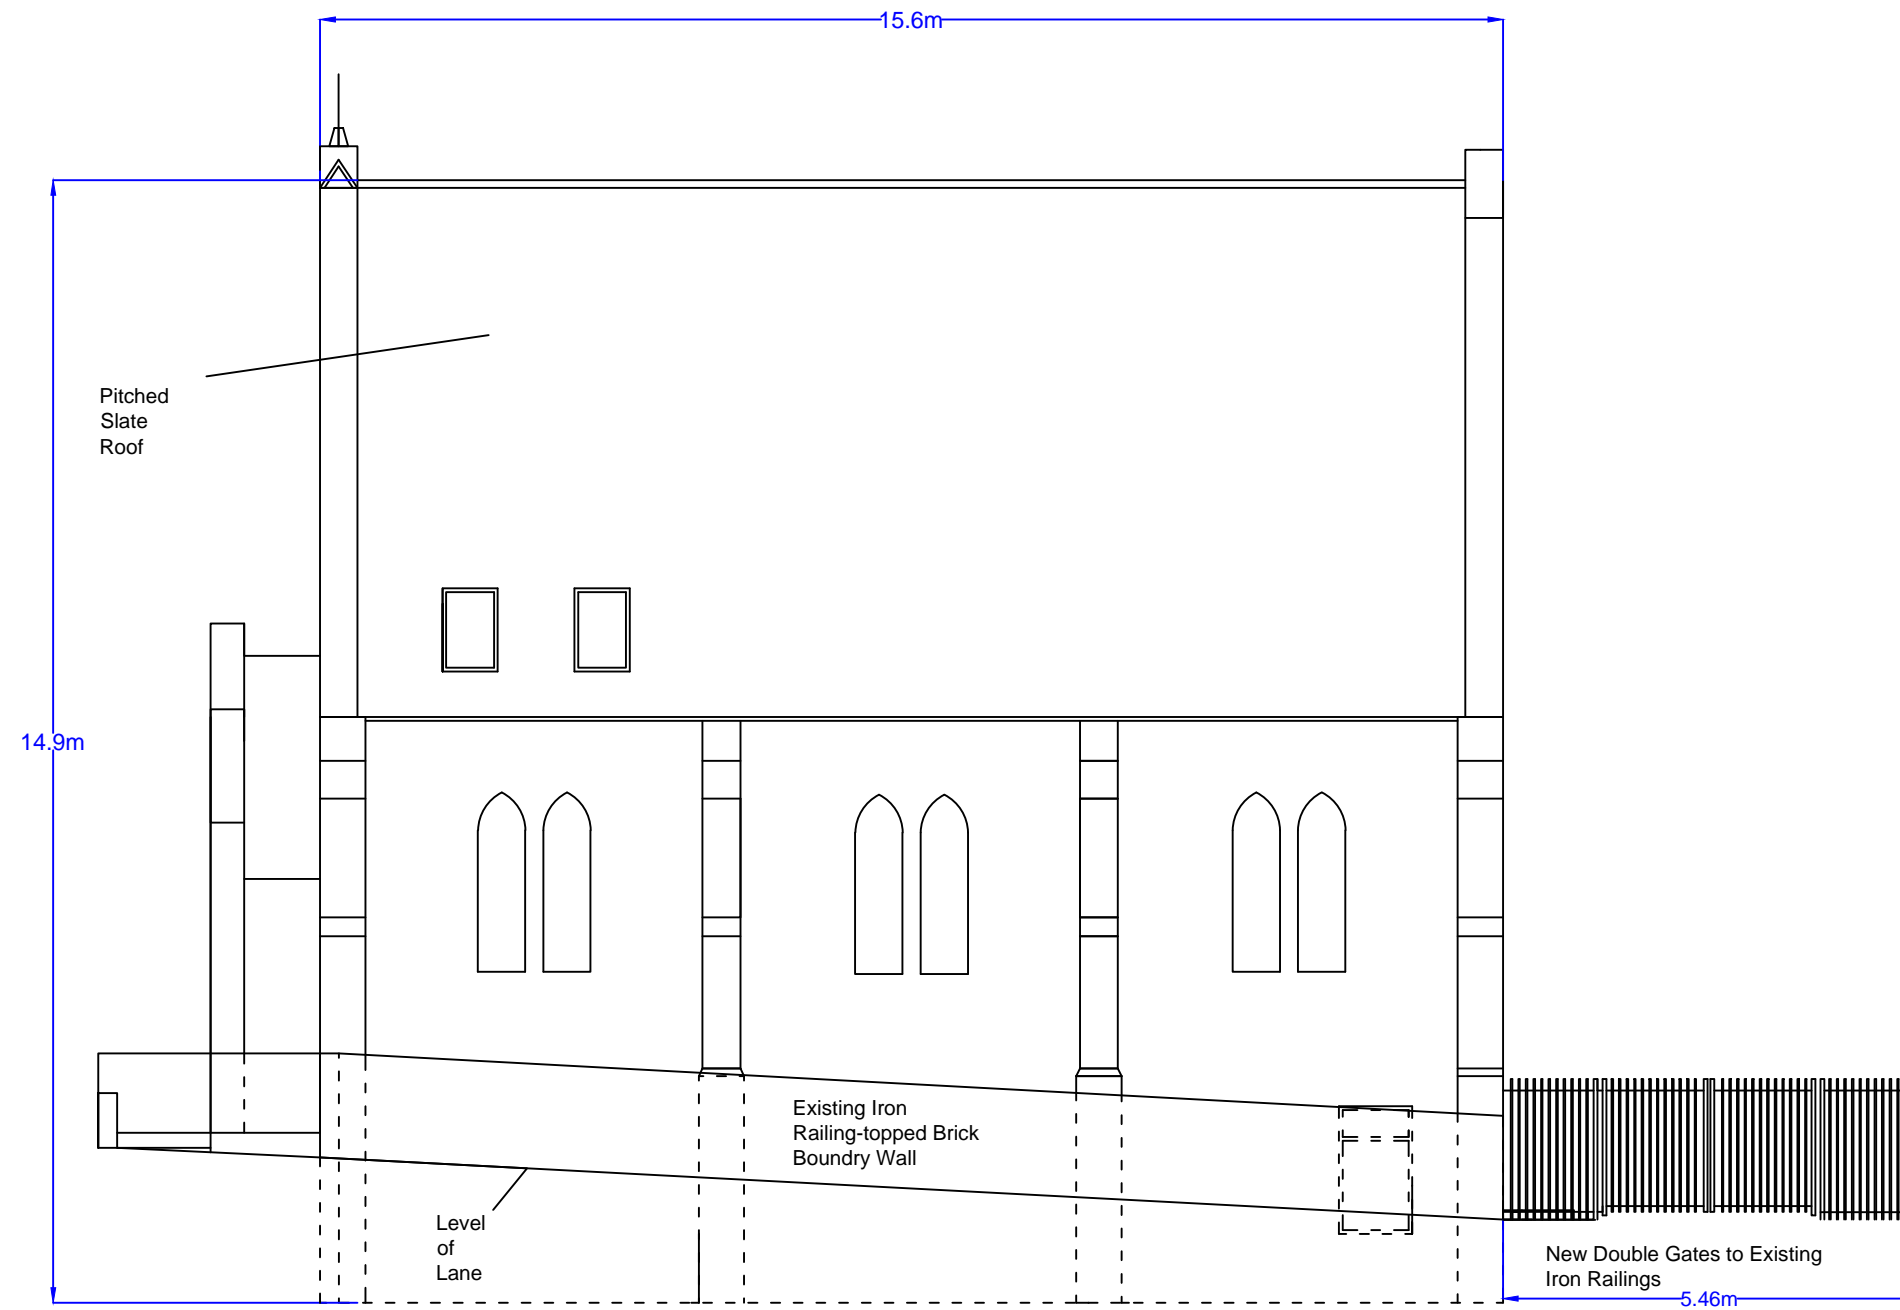 15.6m
Pitched
Slate
Roof
14.9m
Existing Iron
Railing-topped Brick
Boundry Wall
Level
of
Lane
New Double Gates to Existing
Iron Railings
5.46m